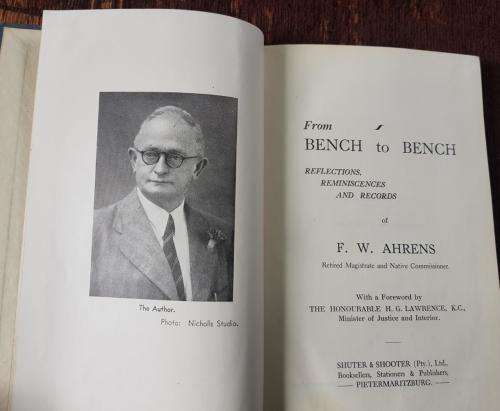 The Author.
Photo: Nicholls Studio.
From
BENCH to BENCH
REFLECTIONS,
REMINISCENCES
AND RECORDS
of
F. W. AHRENS
Retired Magistrate and Native Commissioner.
With a Foreword by
THE HONOURABLE H. G. LAWRENCE, K.C.,
Minister of Justice and Interior.
SHUTER & SHOOTER (Pty.), Ltd.,
Booksellers, Stationers & Publishers,
PIETERMARITZBURG.